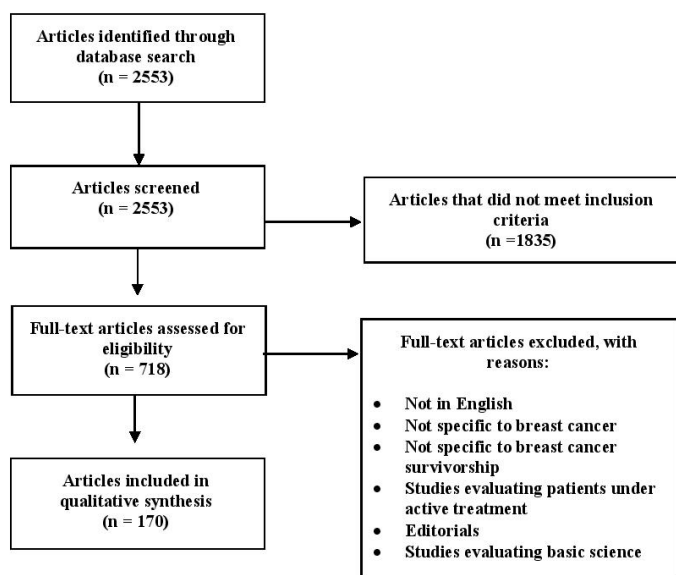 Articles identified through
database search
(n = 2553)
Articles screened
(n = 2553)
Articles that did not meet inclusion
criteria
(n =1835)
Full-text articles assessed for
eligibility
(n = 718)
Full-text articles excluded, with
reasons:
• Not in English
• Not specific to breast cancer
• Not specific to breast cancer
survivorship
• Studies evaluating patients under
active treatment
• Editorials
• Studies evaluating basic science
Articles included in
qualitative synthesis
(n = 170)